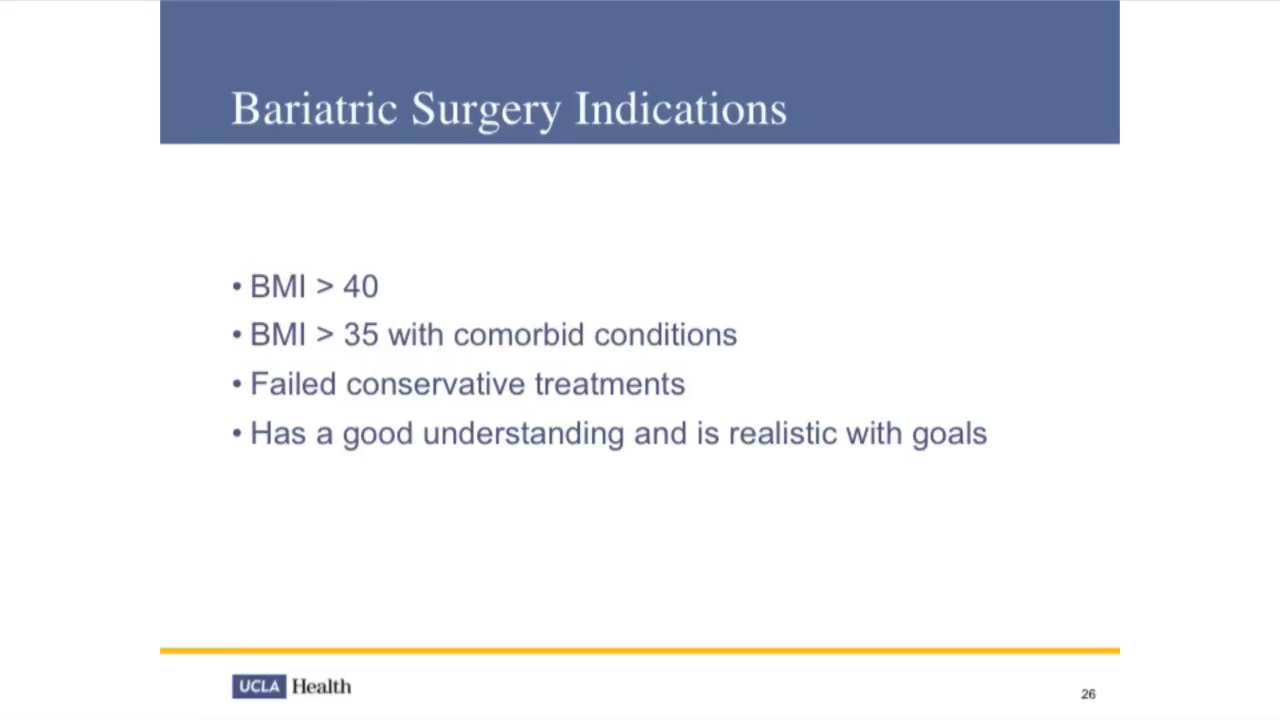 Bariatric Surgery Indications
• BMI > 40
• BMI > 35 with comorbid conditions
• Failed conservative treatments
• Has a good understanding and is realistic with goals
UCLA Health
26